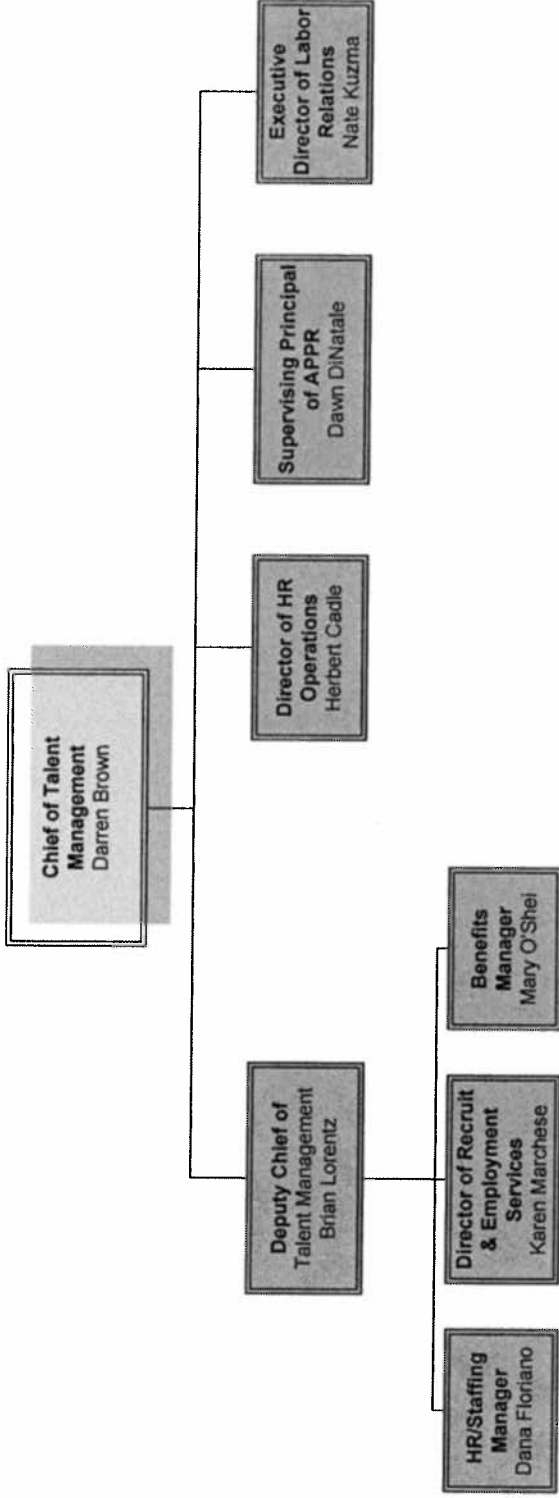 Chief of Talent
Management
Darren Brown
Deputy Chief of
Talent Management
Brian Lorentz
Director of HR
Operations
Herbert Cadle
Supervising Principal
of APPR
Dawn DiNatale
Executive
Director of Labor
Relations
Nate Kuzma
HR/Staffing
Manager
Dana Floriano
Director of Recruit
& Employment
Services
Karen Marchese
Benefits
Manager
Mary O'Shei